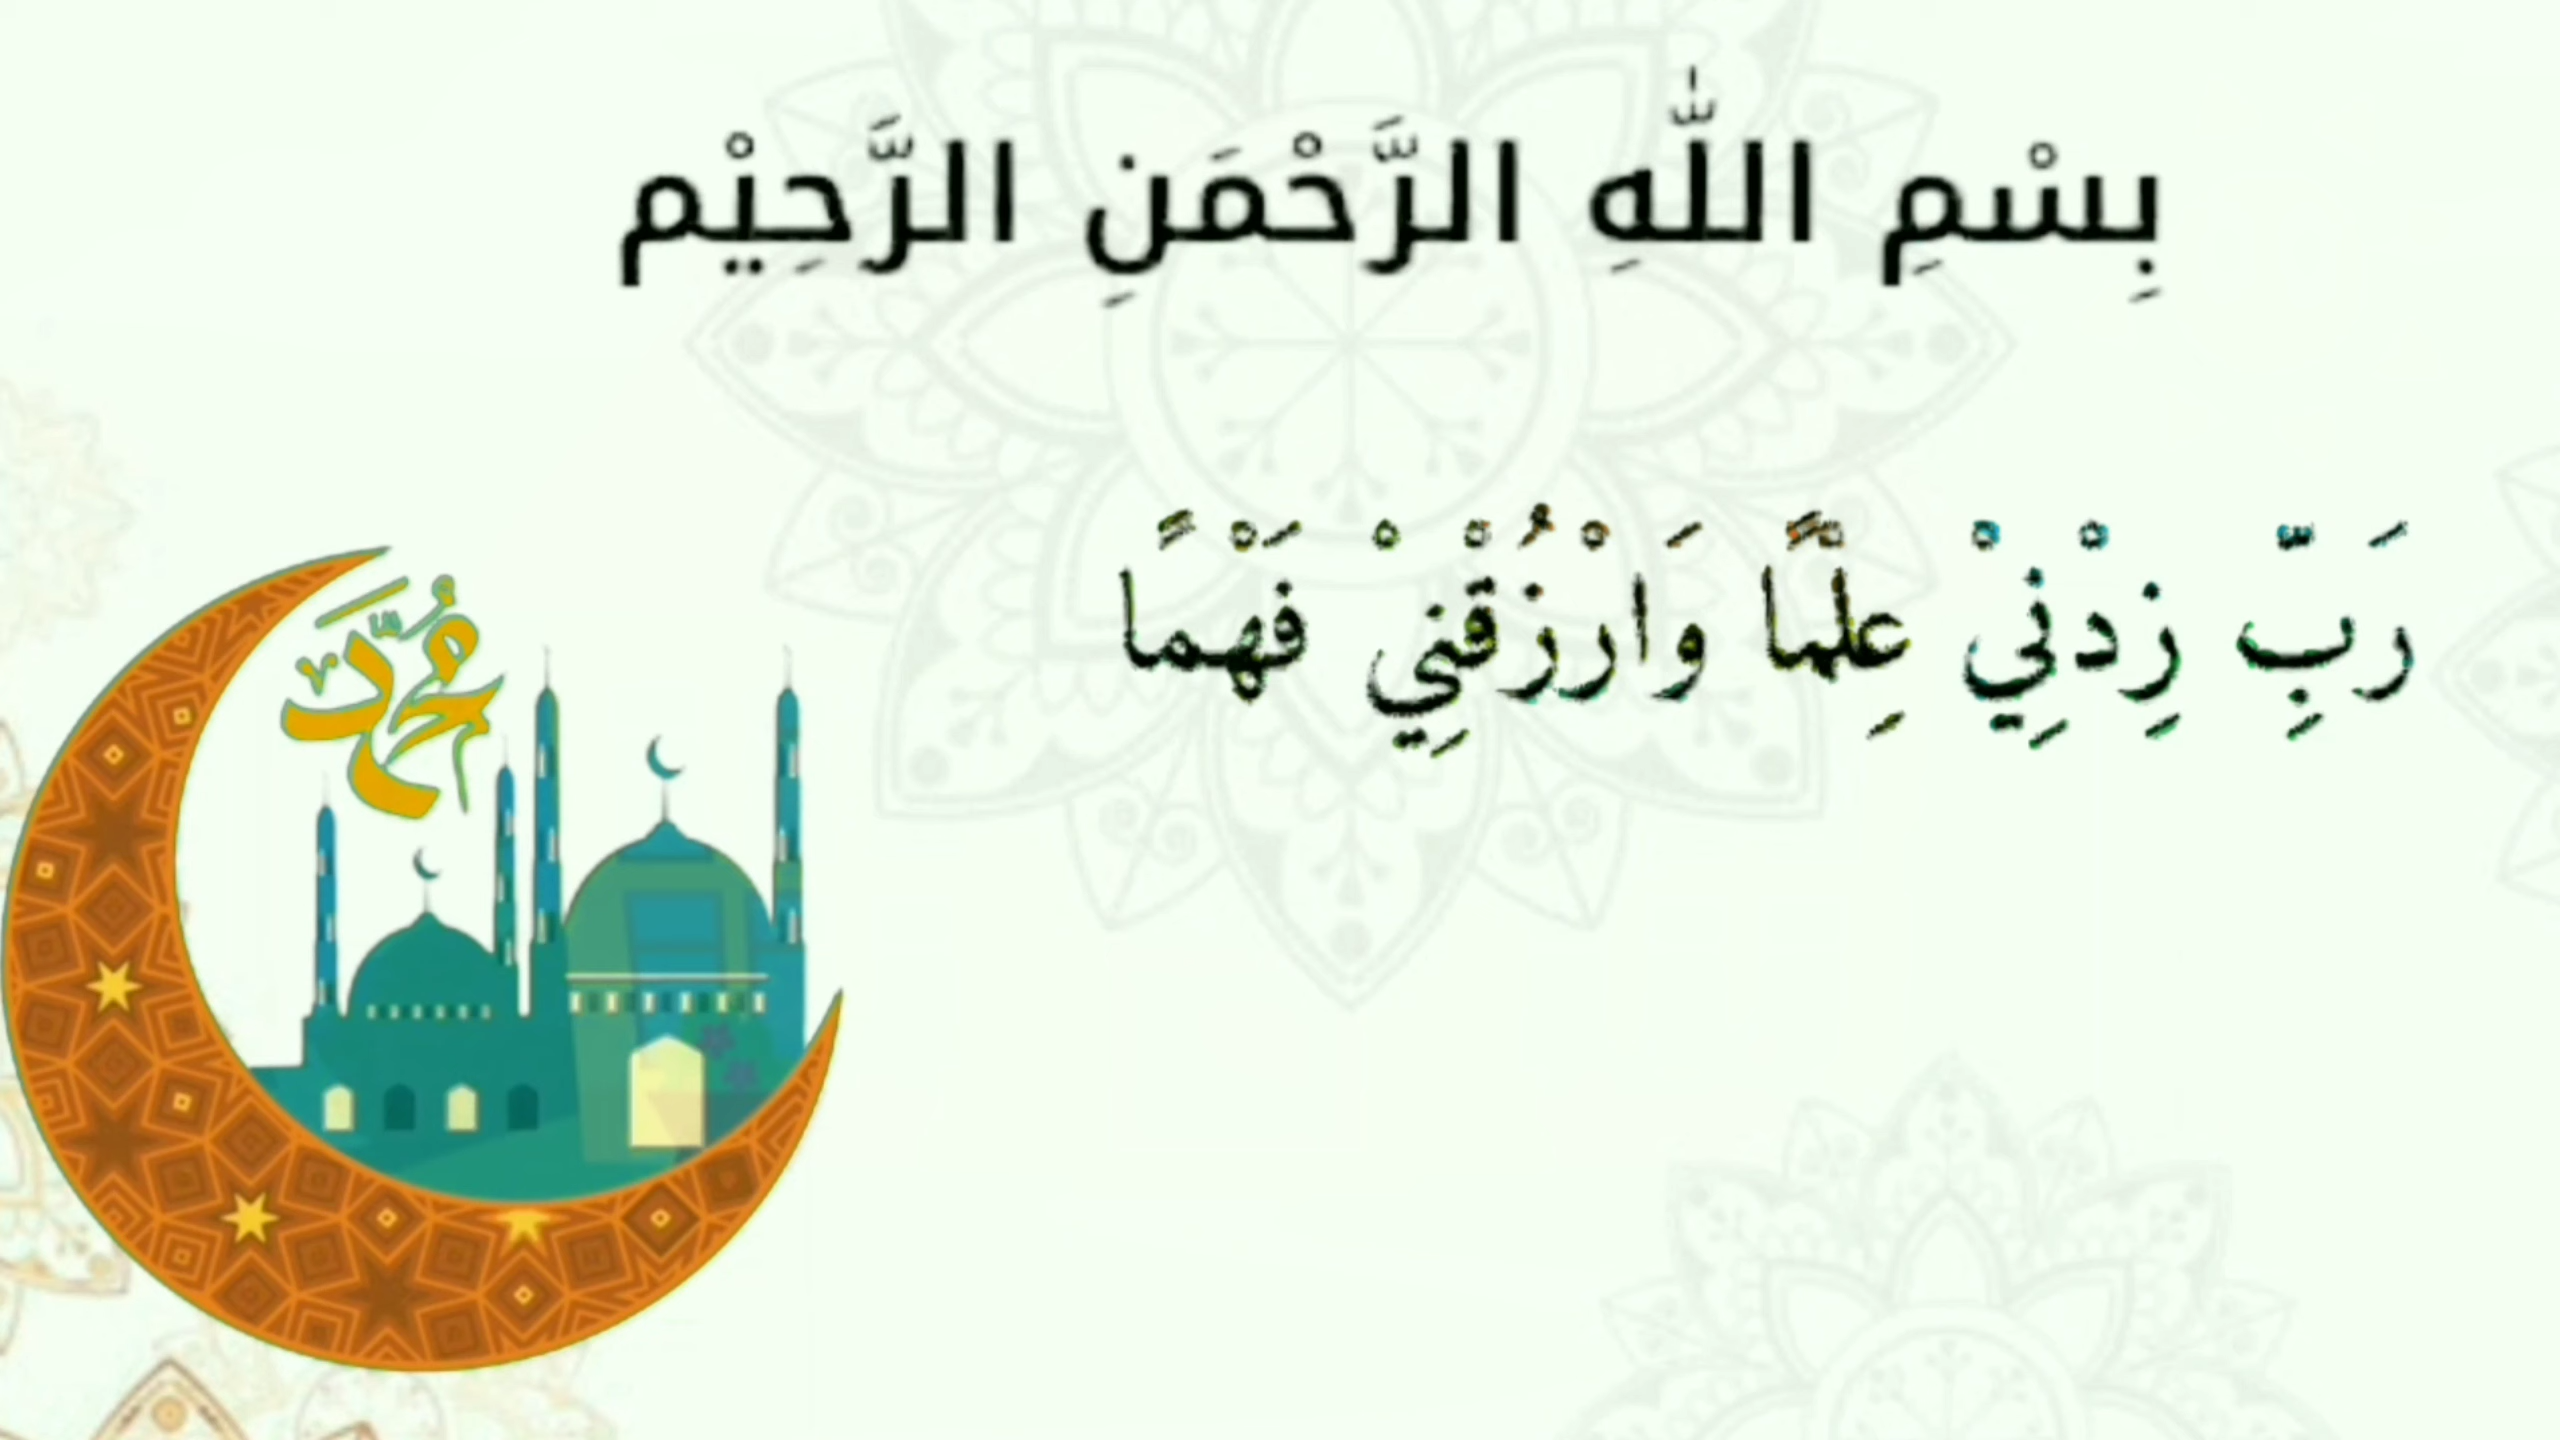 بِسْمِ اللّٰهِ الرَّحْمَنِ الرَّحِيْم
رَبِّ زِدْنِيْ عِلْمًا وَارْزُقْنِيْ فَهْمًا
مُحَمَّد